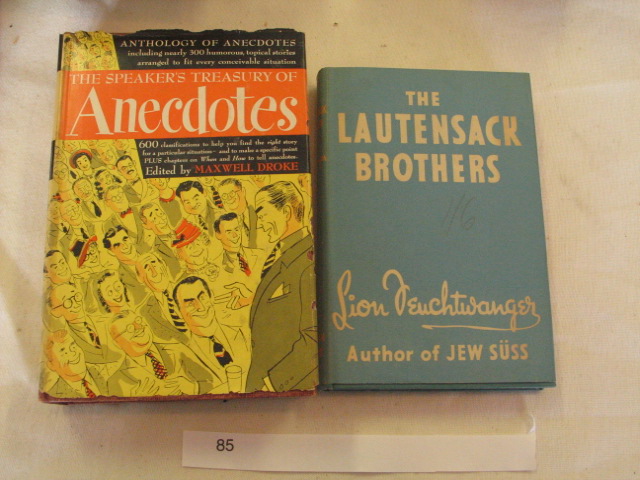 ANTHOLOGY OF ANECDOTES
including nearly 300 humorous, topical stories
arranged to fit every conceivable situation
THE SPEAKER'S TREASURY OF
Anecdotes
600 classifications to help you find the right story
for a particular situation—and to make a specific point
PLUS chapters on When and How to tell anecdotes.
Edited by MAXWELL DROKE
THE
LAUTENSACK
BROTHERS
Lion Feuchtwanger
Author of JEW SÜSS
85